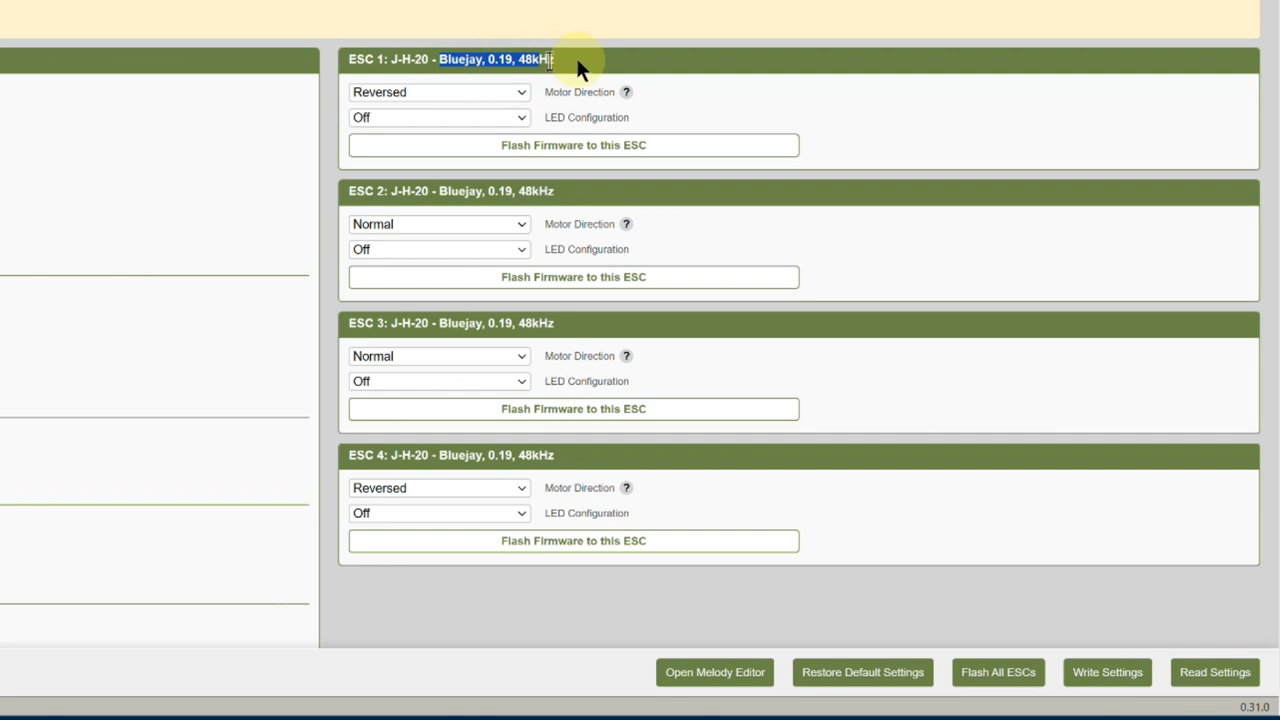 ESC 1: J-H-20 - Bluejay, 0.19, 48kHz
Reversed Motor Direction ?
Off LED Configuration
Flash Firmware to this ESC
ESC 2: J-H-20 - Bluejay, 0.19, 48kHz
Normal Motor Direction ?
Off LED Configuration
Flash Firmware to this ESC
ESC 3: J-H-20 - Bluejay, 0.19, 48kHz
Normal Motor Direction ?
Off LED Configuration
Flash Firmware to this ESC
ESC 4: J-H-20 - Bluejay, 0.19, 48kHz
Reversed Motor Direction ?
Off LED Configuration
Flash Firmware to this ESC
Open Melody Editor Restore Default Settings Flash All ESCs Write Settings Read Settings
0.31.0